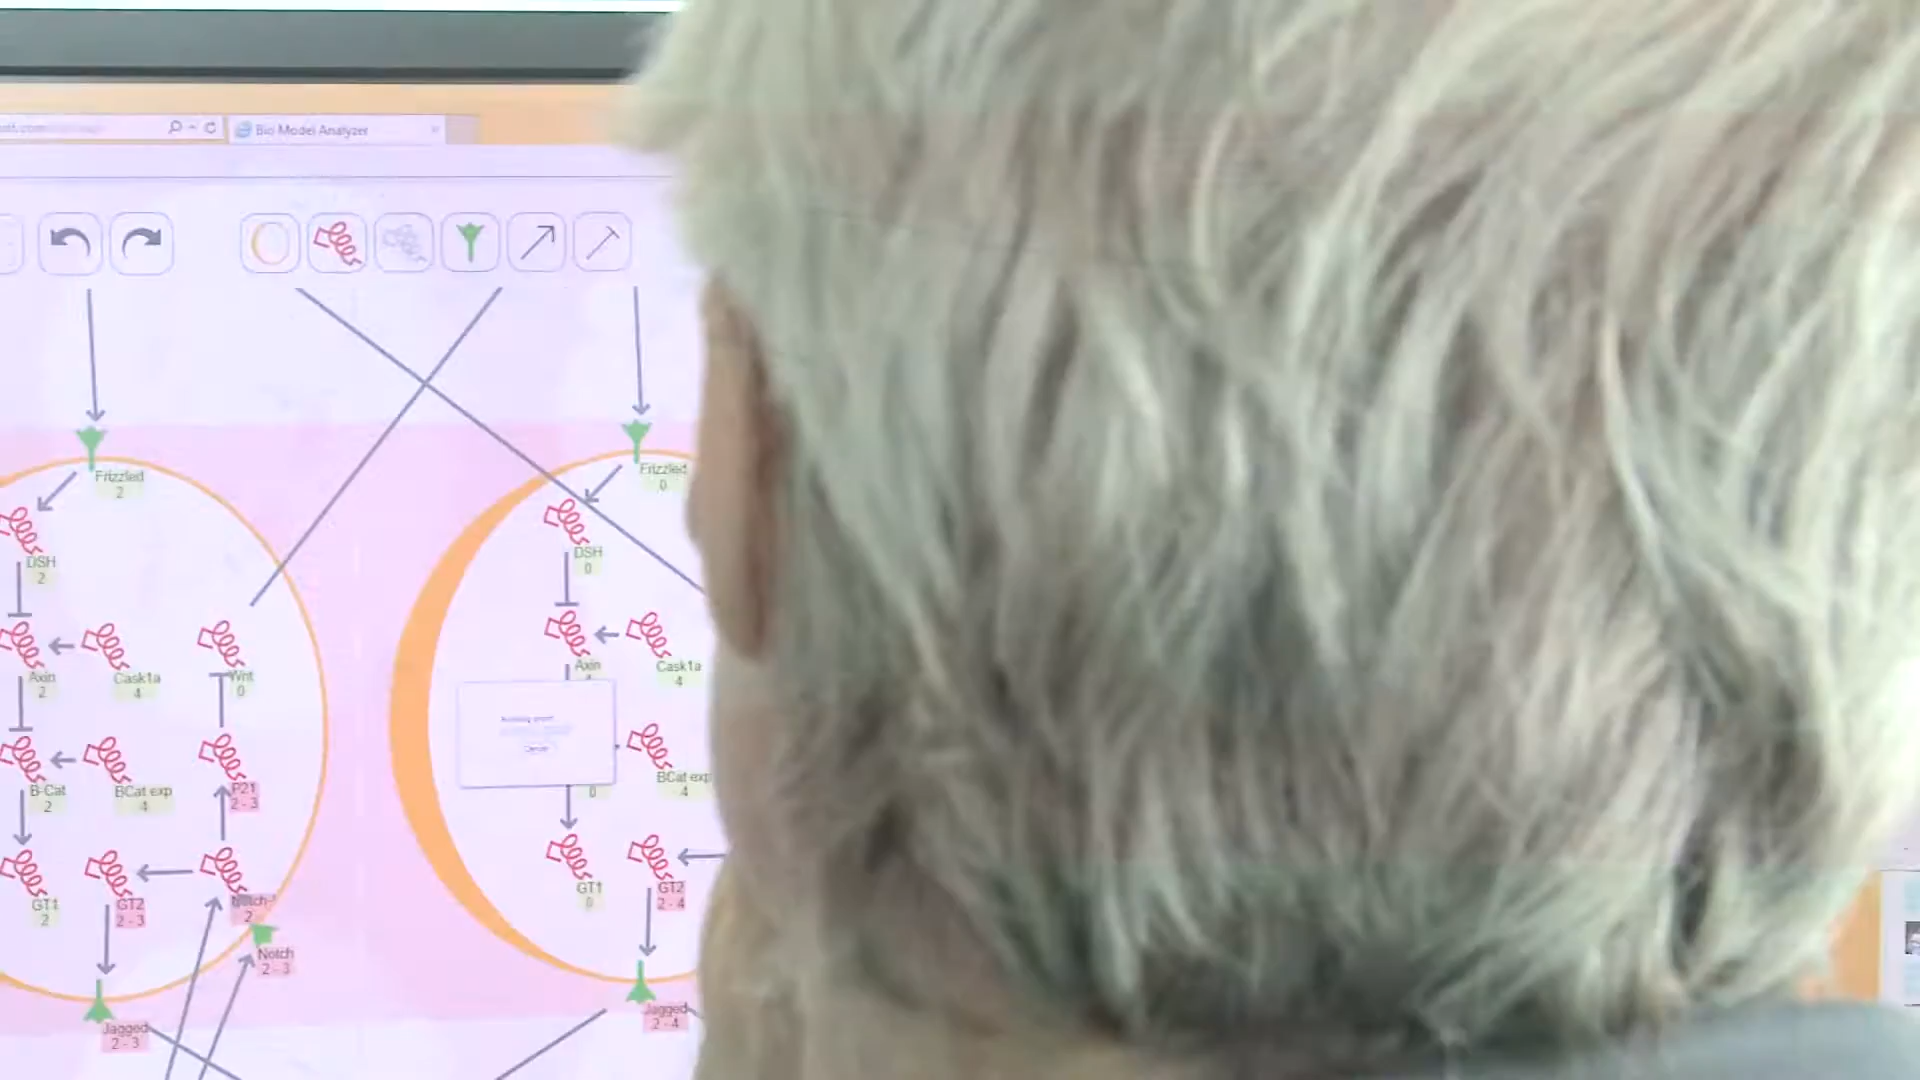 Bio Model Analyzer
Frizzled
2
Frizzled
0
DSH
2
DSH
0
Axin
2
Cask1a
4
Wnt
0
Axin
Cask1a
4
B-Cat
2
BCat exp
4
P21
2 - 3
Cancel
0
BCat exp
4
GT1
2
GT2
2 - 3
2
GT1
0
GT2
2 - 4
Notch
2 - 3
Jagged
2 - 3
Jagged
2 - 4